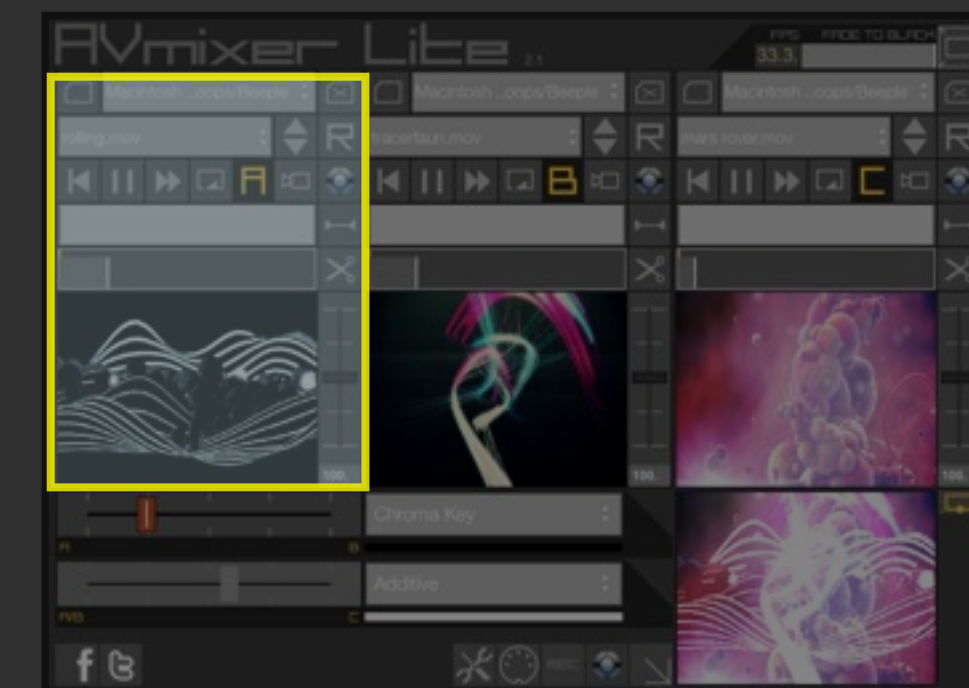 AVmixer Lite 2.1
FPS FADE TO BLACK
33.3
Macintosh ..oops/Beeple Macintosh ..oops/Beeple Macintosh ..oops/Beeple
rolling.mov R tracerfaun.mov R mars rover.mov R
A B C
100. 100. 100.
Chroma Key
A B
Additive
A/B C
REC